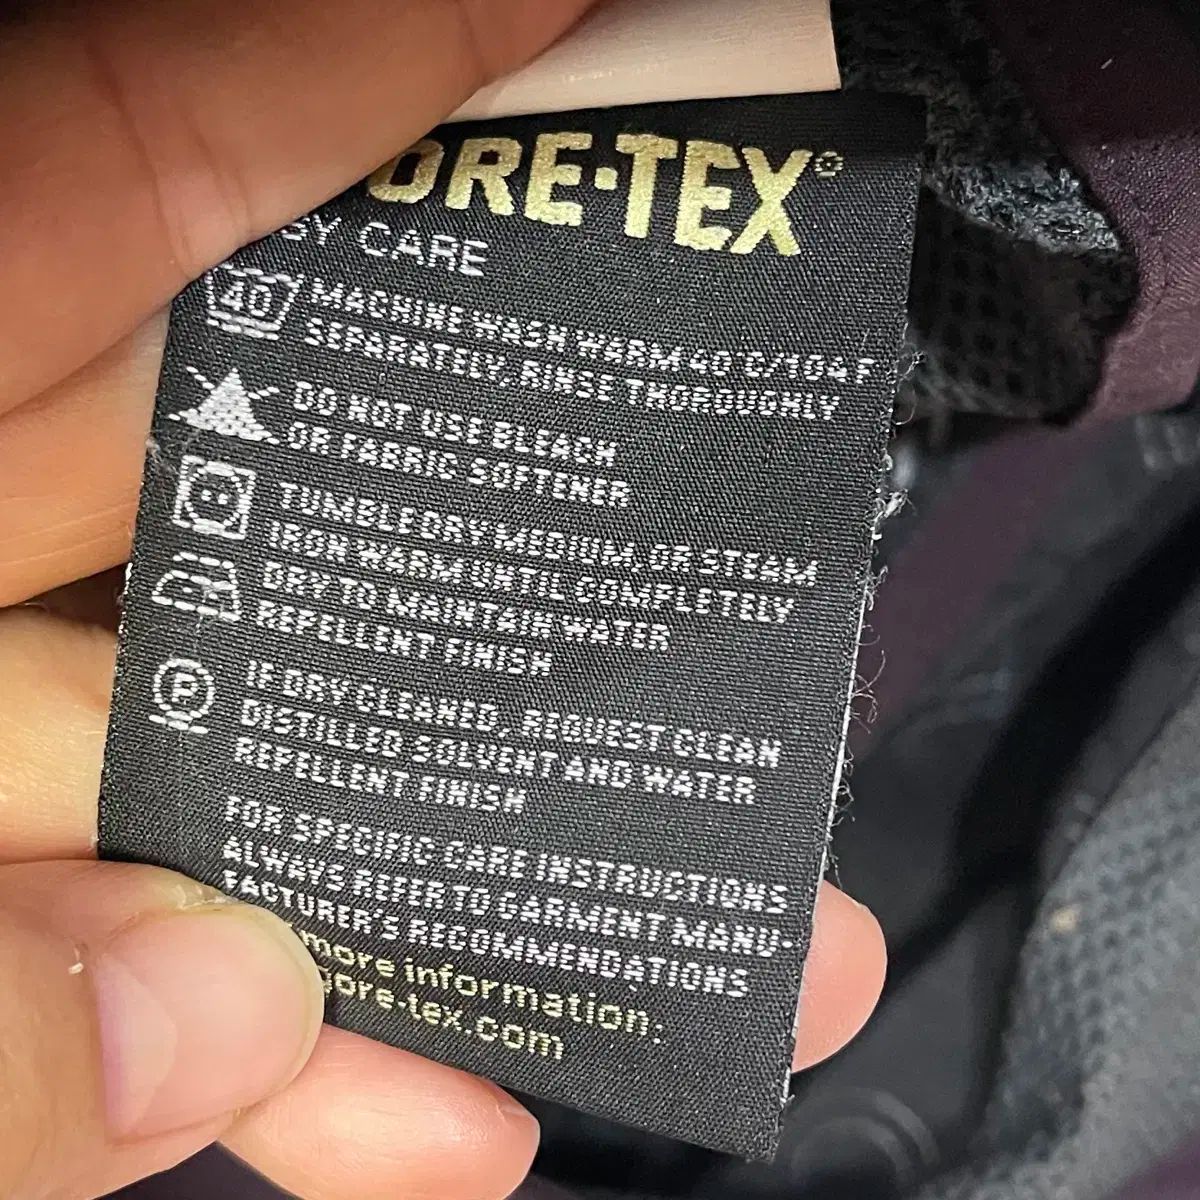 ORE-TEX®
SY CARE
40 MACHINE WASH WARM 40°C/104 F
SEPARATELY, RINSE THOROUGHLY
DO NOT USE BLEACH
OR FABRIC SOFTENER
TUMBLE DRY MEDIUM, OR STEAM
IRON WARM UNTIL COMPLETELY
DRY TO MAINTAIN WATER
REPELLENT FINISH
P IF DRY CLEANED, REQUEST CLEAN
DISTILLED SOLVENT AND WATER
REPELLENT FINISH
FOR SPECIFIC CARE INSTRUCTIONS
ALWAYS REFER TO GARMENT MANU-
FACTURER'S RECOMMENDATIONS
more information:
gore-tex.com